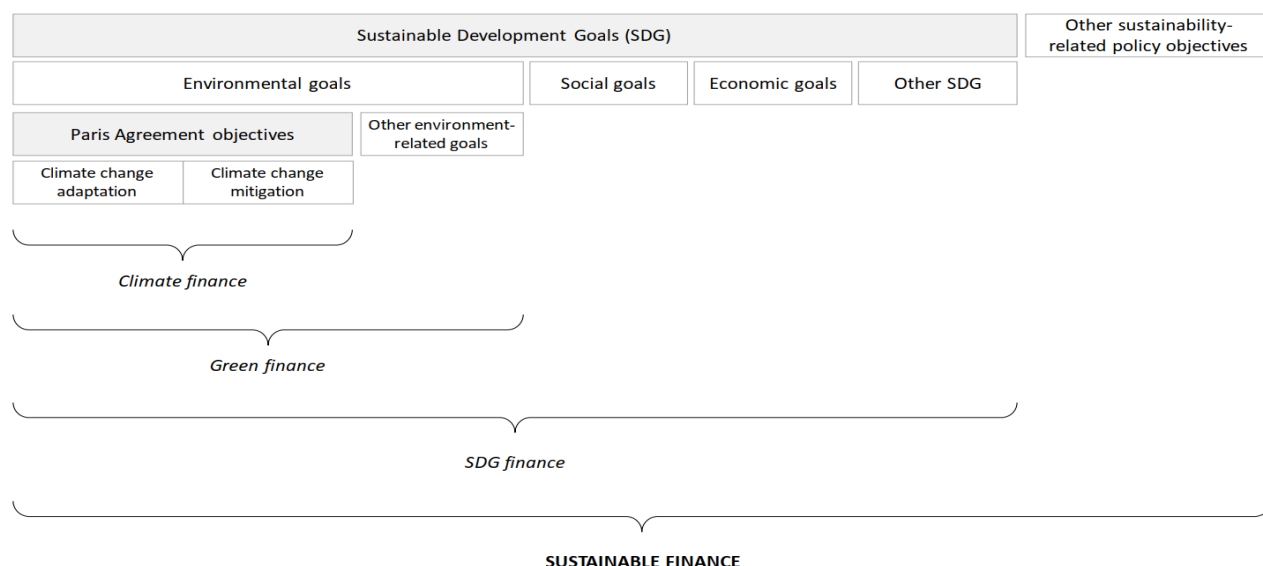 Sustainable Development Goals (SDG)
Other sustainability-
related policy objectives
Environmental goals
Social goals
Economic goals
Other SDG
Paris Agreement objectives
Other environment-
related goals
Climate change
adaptation
Climate change
mitigation
Climate finance
Green finance
SDG finance
SUSTAINABLE FINANCE